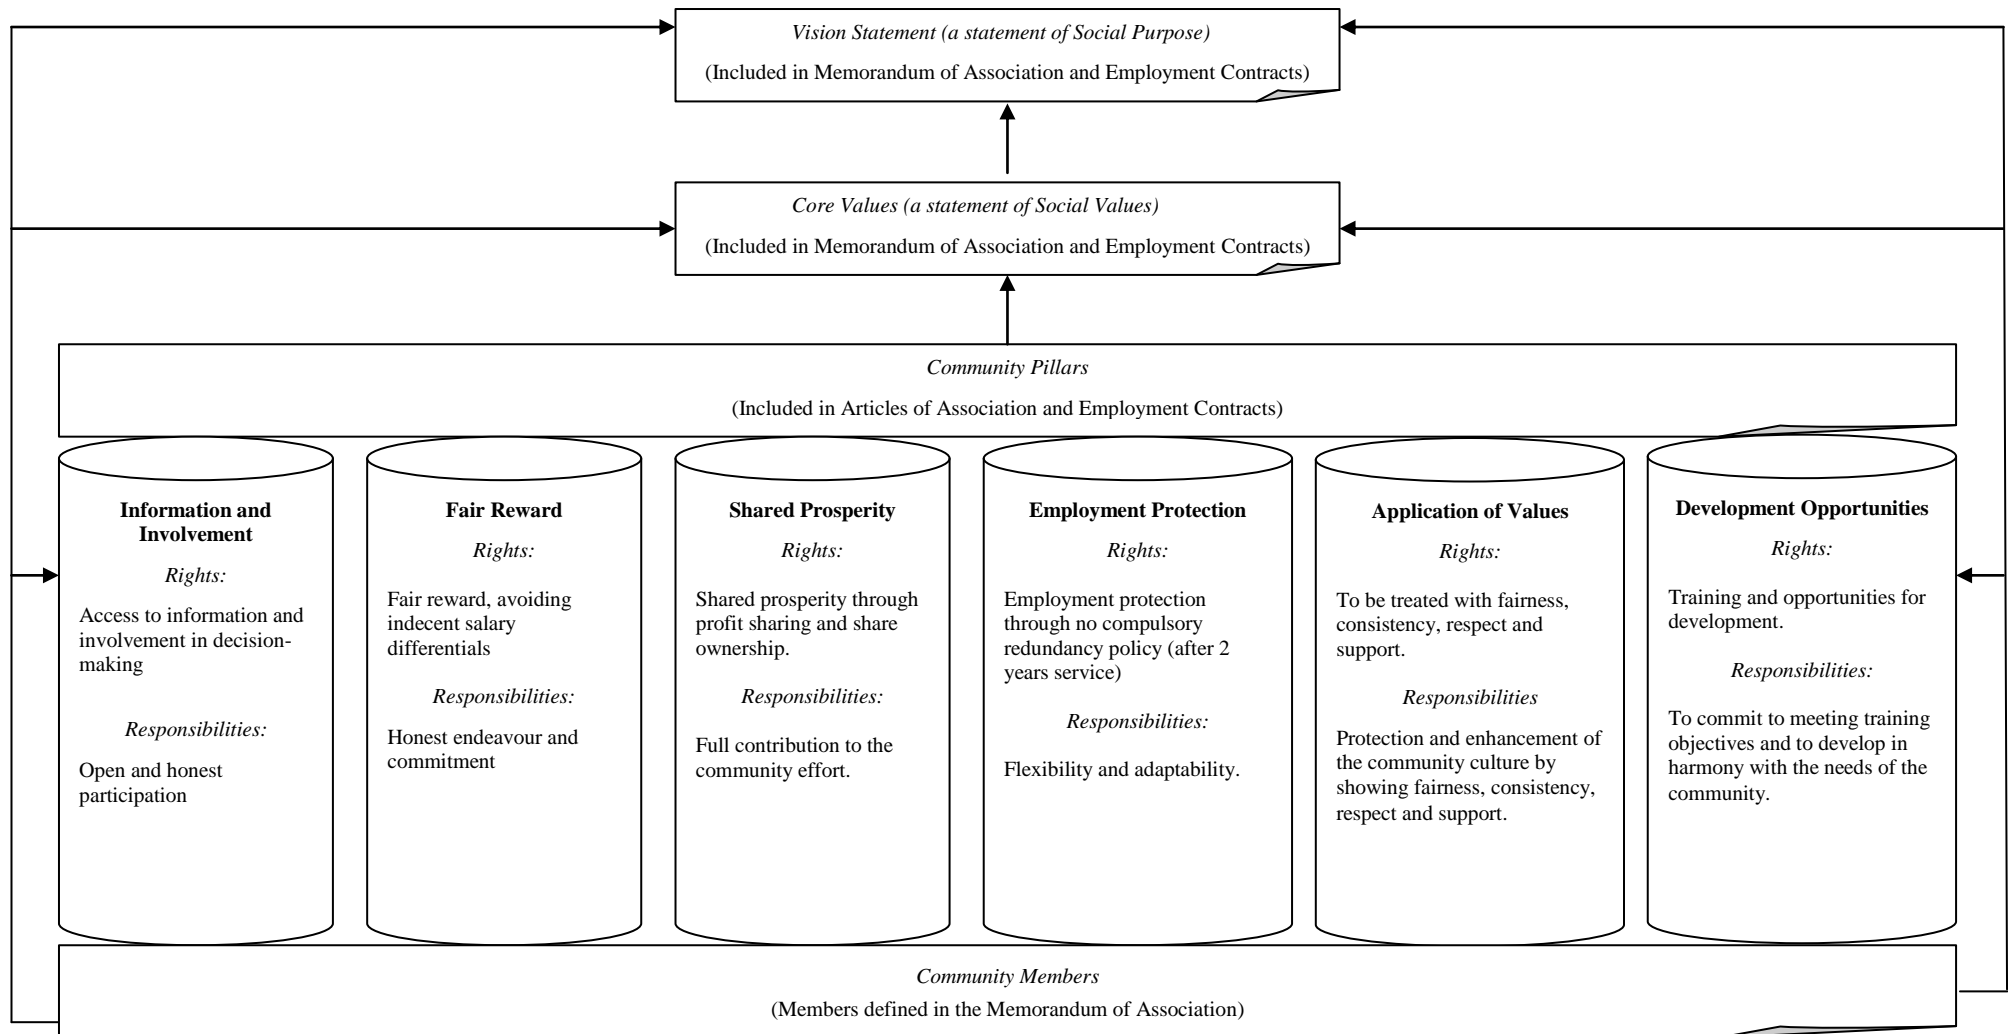 Vision Statement (a statement of Social Purpose)
(Included in Memorandum of Association and Employment Contracts)
Core Values (a statement of Social Values)
(Included in Memorandum of Association and Employment Contracts)
Community Pillars
(Included in Articles of Association and Employment Contracts)
Information and
Involvement
Rights:
Access to information and
involvement in decision-
making
Responsibilities:
Open and honest
participation
Fair Reward
Rights:
Fair reward, avoiding
indecent salary
differentials
Responsibilities:
Honest endeavour and
commitment
Shared Prosperity
Rights:
Shared prosperity through
profit sharing and share
ownership.
Responsibilities:
Full contribution to the
community effort.
Employment Protection
Rights:
Employment protection
through no compulsory
redundancy policy (after 2
years service)
Responsibilities:
Flexibility and adaptability.
Application of Values
Rights:
To be treated with fairness,
consistency, respect and
support.
Responsibilities
Protection and enhancement of
the community culture by
showing fairness, consistency,
respect and support.
Development Opportunities
Rights:
Training and opportunities for
development.
Responsibilities:
To commit to meeting training
objectives and to develop in
harmony with the needs of the
community.
Community Members
(Members defined in the Memorandum of Association)